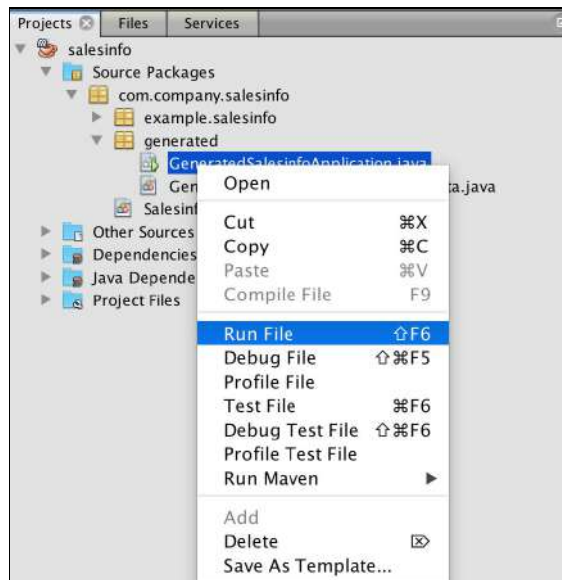 Projects Files Services
salesinfo
Source Packages
com.company.salesinfo
example.salesinfo
generated
GeneratedSalesinfoApplication.java
Gen ta.java
Salesinf
Other Sources
Dependencies
Java Depende
Project Files
Open
Cut ⌘X
Copy ⌘C
Paste ⌘V
Compile File F9
Run File ⇧F6
Debug File ⇧⌘F5
Profile File
Test File ⌘F6
Debug Test File ⇧⌘F6
Profile Test File
Run Maven
Add
Delete ⌦
Save As Template...